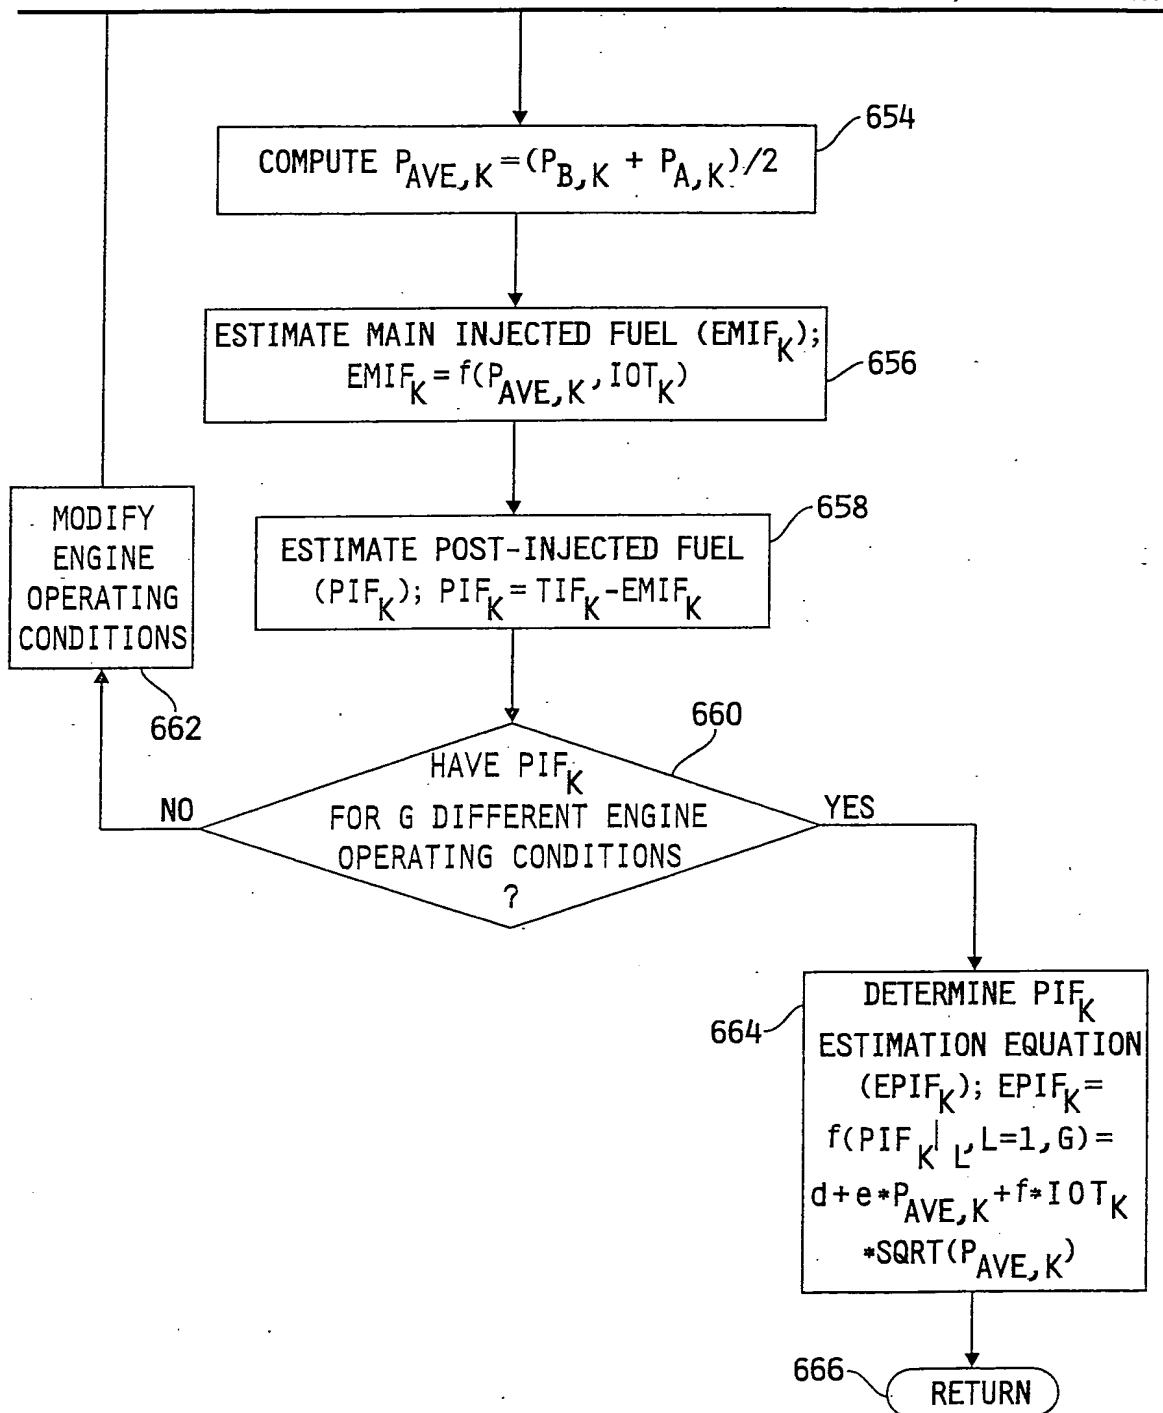 654
COMPUTE P_AVE,K=(P_B,K + P_A,K)/2
ESTIMATE MAIN INJECTED FUEL (EMIF_K);
EMIF_K=f(P_AVE,K,IOT_K)
656
658
ESTIMATE POST-INJECTED FUEL
(PIF_K); PIF_K=TIF_K-EMIF_K
MODIFY
ENGINE
OPERATING
CONDITIONS
662
660
HAVE PIF_K
FOR G DIFFERENT ENGINE
OPERATING CONDITIONS
?
NO
YES
664
DETERMINE PIF_K
ESTIMATION EQUATION
(EPIF_K); EPIF_K=
f(PIF_K|_L,L=1,G)=
d+e*P_AVE,K+f*IOT_K
*SQRT(P_AVE,K)
666
RETURN